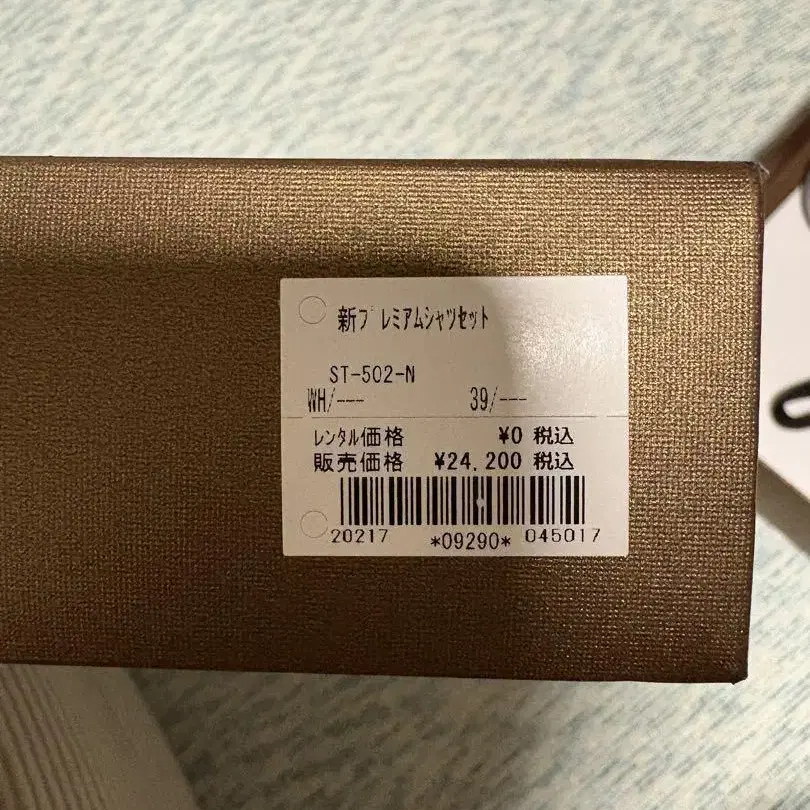 新プレミアムシャツセット
ST-502-N
WH/--- 39/---
レンタル価格 ¥0 税込
販売価格 ¥24,200 税込
20217 *09290* 045017